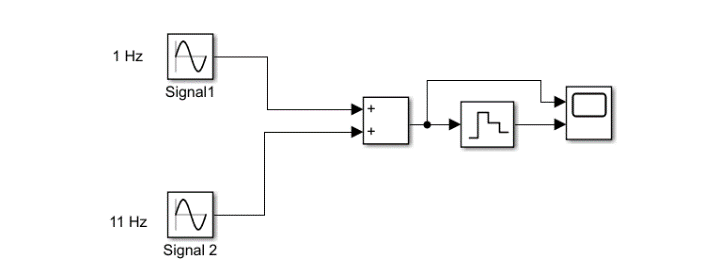 1 Hz
Signal1
+
+
11 Hz
Signal 2